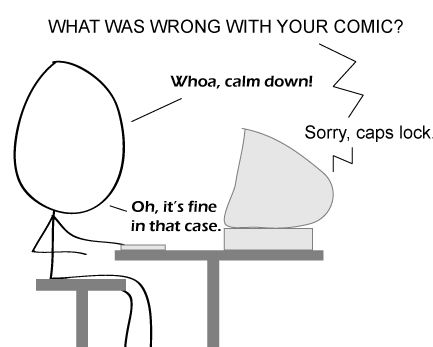 WHAT WAS WRONG WITH YOUR COMIC?
Whoa, calm down!
Sorry, caps lock.
Oh, it's fine
in that case.